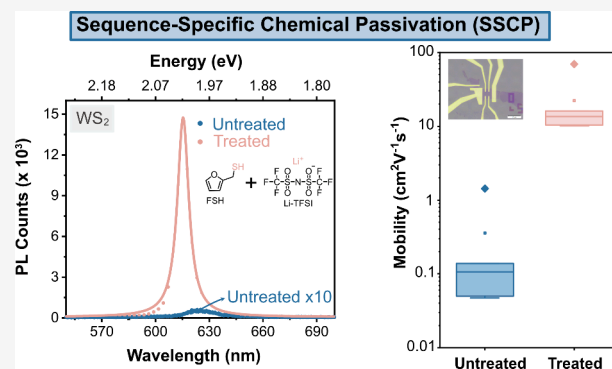 Sequence-Specific Chemical Passivation (SSCP)
Energy (eV)
2.18 2.07 1.97 1.88 1.80
WS2
Untreated
Treated
SH
FSH
+
Li+
F F F O O N O O- F F F S S
Li-TFSI
Untreated x10
PL Counts (x 10³)
15
12
9
6
3
0
570 600 630 660 690
Wavelength (nm)
Mobility (cm²V⁻¹s⁻¹)
100
10
1
0.1
0.01
Untreated Treated